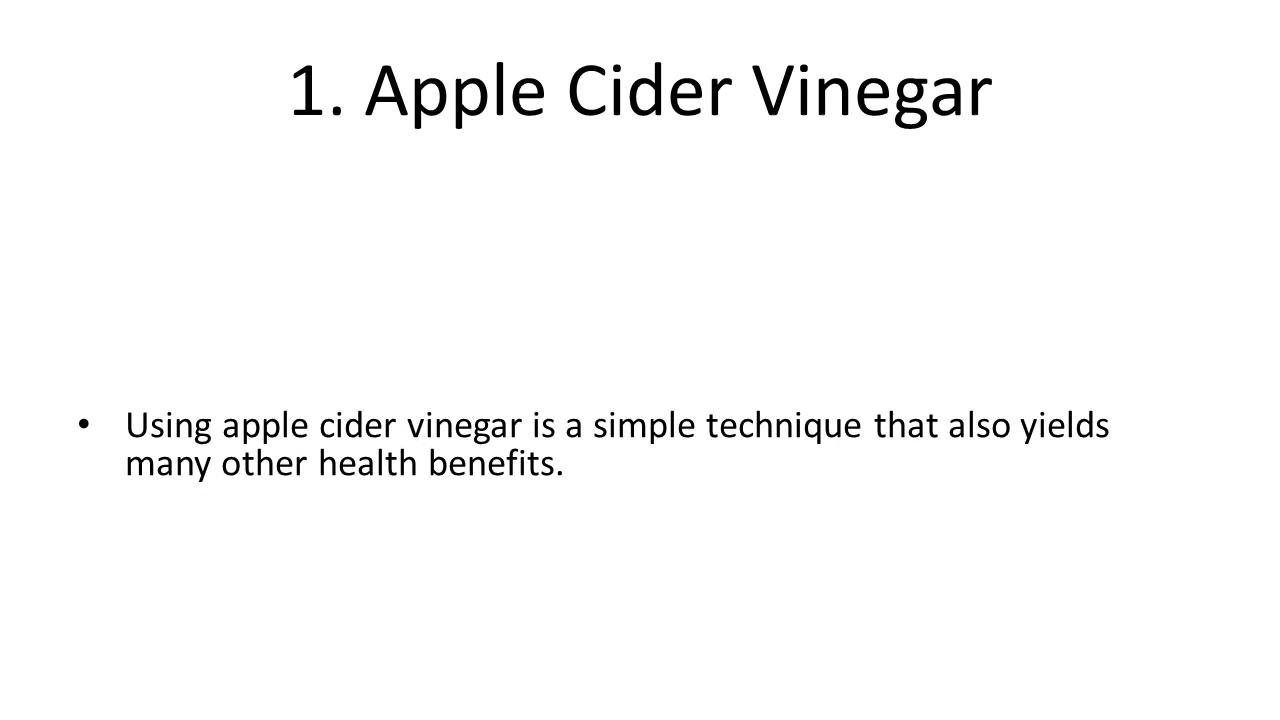 1. Apple Cider Vinegar
• Using apple cider vinegar is a simple technique that also yields
many other health benefits.